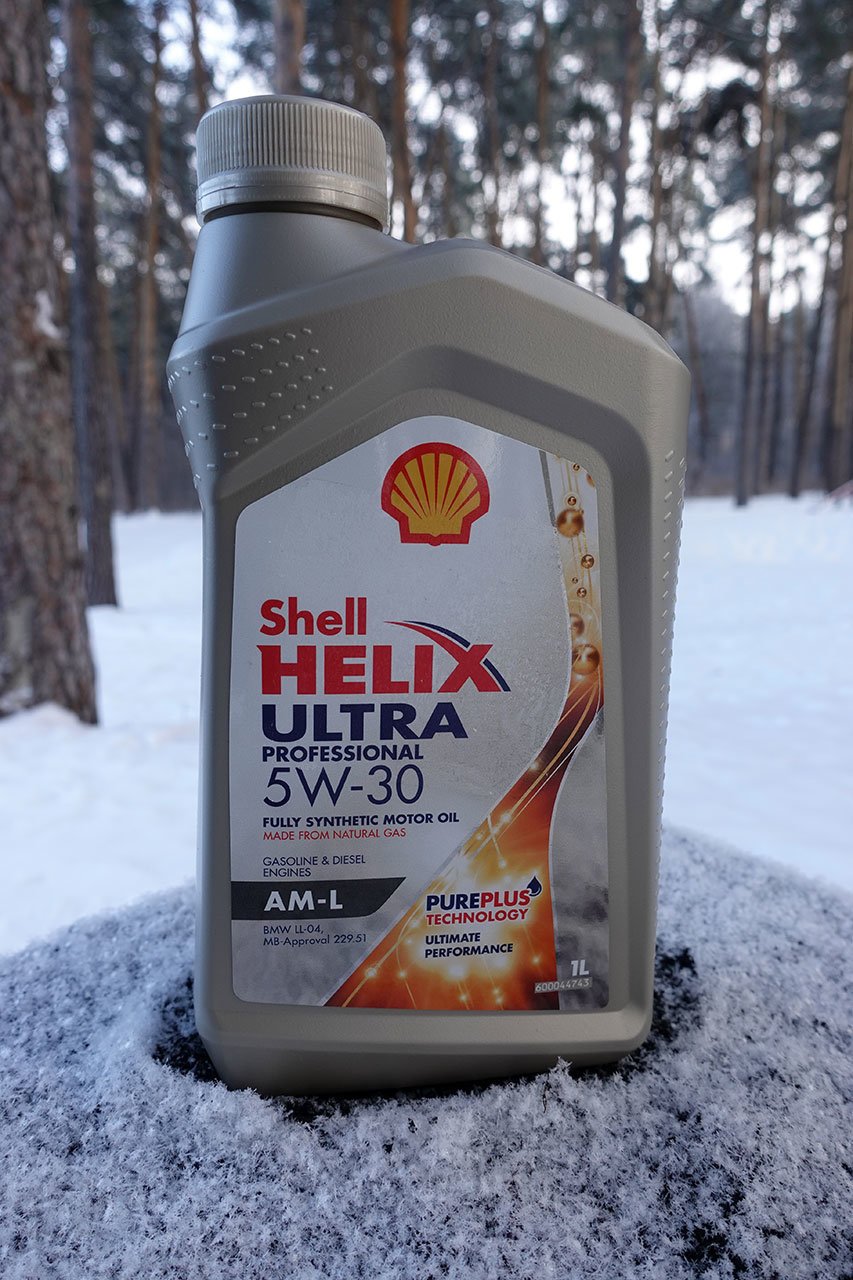 Shell
HELIX
ULTRA
PROFESSIONAL
5W-30
FULLY SYNTHETIC MOTOR OIL
MADE FROM NATURAL GAS
GASOLINE & DIESEL
ENGINES
AM-L
BMW LL-04,
MB-Approval 229.51
PUREPLUS
TECHNOLOGY
ULTIMATE
PERFORMANCE
1L
600044743